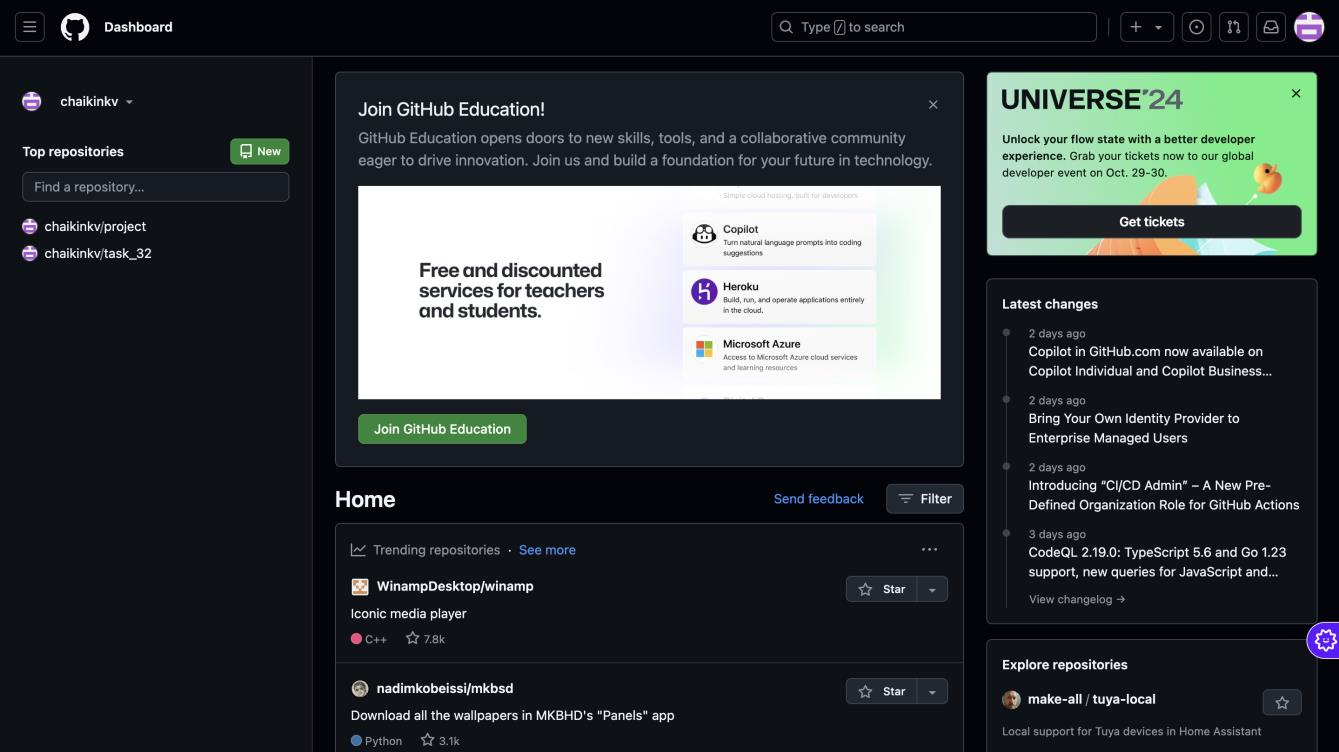 Dashboard
Type / to search
chaikinkv
Top repositories
New
Find a repository...
chaikinkv/project
chaikinkv/task_32
Join GitHub Education!
GitHub Education opens doors to new skills, tools, and a collaborative community
eager to drive innovation. Join us and build a foundation for your future in technology.
Free and discounted
services for teachers
and students.
Simple cloud hosting, built for developers
Copilot
Turn natural language prompts into coding
suggestions
Heroku
Build, run, and operate applications entirely
in the cloud.
Microsoft Azure
Access to Microsoft Azure cloud services
and learning resources
Join GitHub Education
Home
Send feedback
Filter
Trending repositories · See more
WinampDesktop/winamp
Star
Iconic media player
C++ 7.8k
nadimkobeissi/mkbsd
Star
Download all the wallpapers in MKBHD's "Panels" app
Python 3.1k
UNIVERSE'24
Unlock your flow state with a better developer
experience. Grab your tickets now to our global
developer event on Oct. 29-30.
Get tickets
Latest changes
2 days ago
Copilot in GitHub.com now available on
Copilot Individual and Copilot Business...
2 days ago
Bring Your Own Identity Provider to
Enterprise Managed Users
2 days ago
Introducing “CI/CD Admin” – A New Pre-
Defined Organization Role for GitHub Actions
3 days ago
CodeQL 2.19.0: TypeScript 5.6 and Go 1.23
support, new queries for JavaScript and...
View changelog →
Explore repositories
make-all / tuya-local
Local support for Tuya devices in Home Assistant